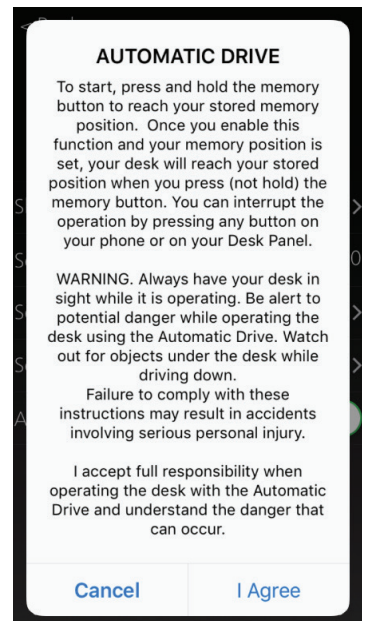 AUTOMATIC DRIVE
To start, press and hold the memory
button to reach your stored memory
position. Once you enable this
function and your memory position is
set, your desk will reach your stored
position when you press (not hold) the
memory button. You can interrupt the
operation by pressing any button on
your phone or on your Desk Panel.
WARNING. Always have your desk in
sight while it is operating. Be alert to
potential danger while operating the
desk using the Automatic Drive. Watch
out for objects under the desk while
driving down.
Failure to comply with these
instructions may result in accidents
involving serious personal injury.
I accept full responsibility when
operating the desk with the Automatic
Drive and understand the danger that
can occur.
Cancel
I Agree